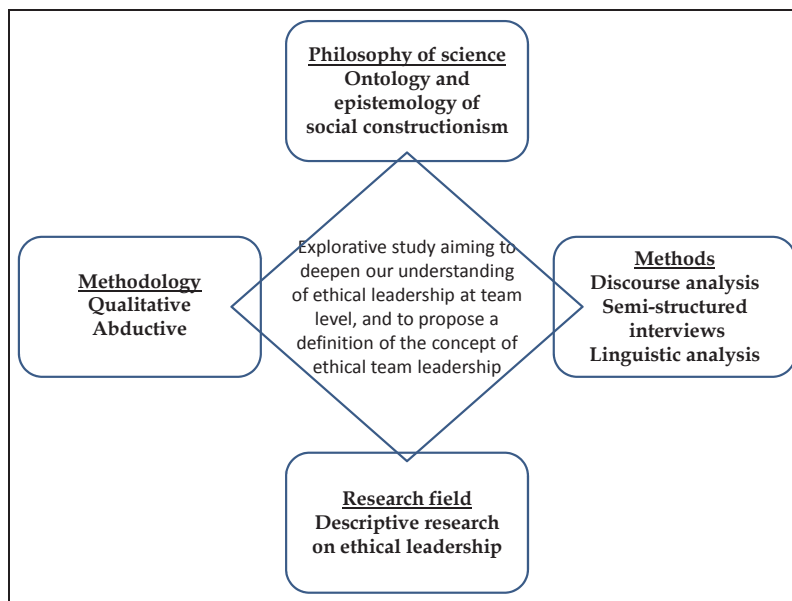 Philosophy of science
Ontology and
epistemology of
social constructionism
Methodology
Qualitative
Abductive
Explorative study aiming to
deepen our understanding
of ethical leadership at team
level, and to propose a
definition of the concept of
ethical team leadership
Methods
Discourse analysis
Semi-structured
interviews
Linguistic analysis
Research field
Descriptive research
on ethical leadership